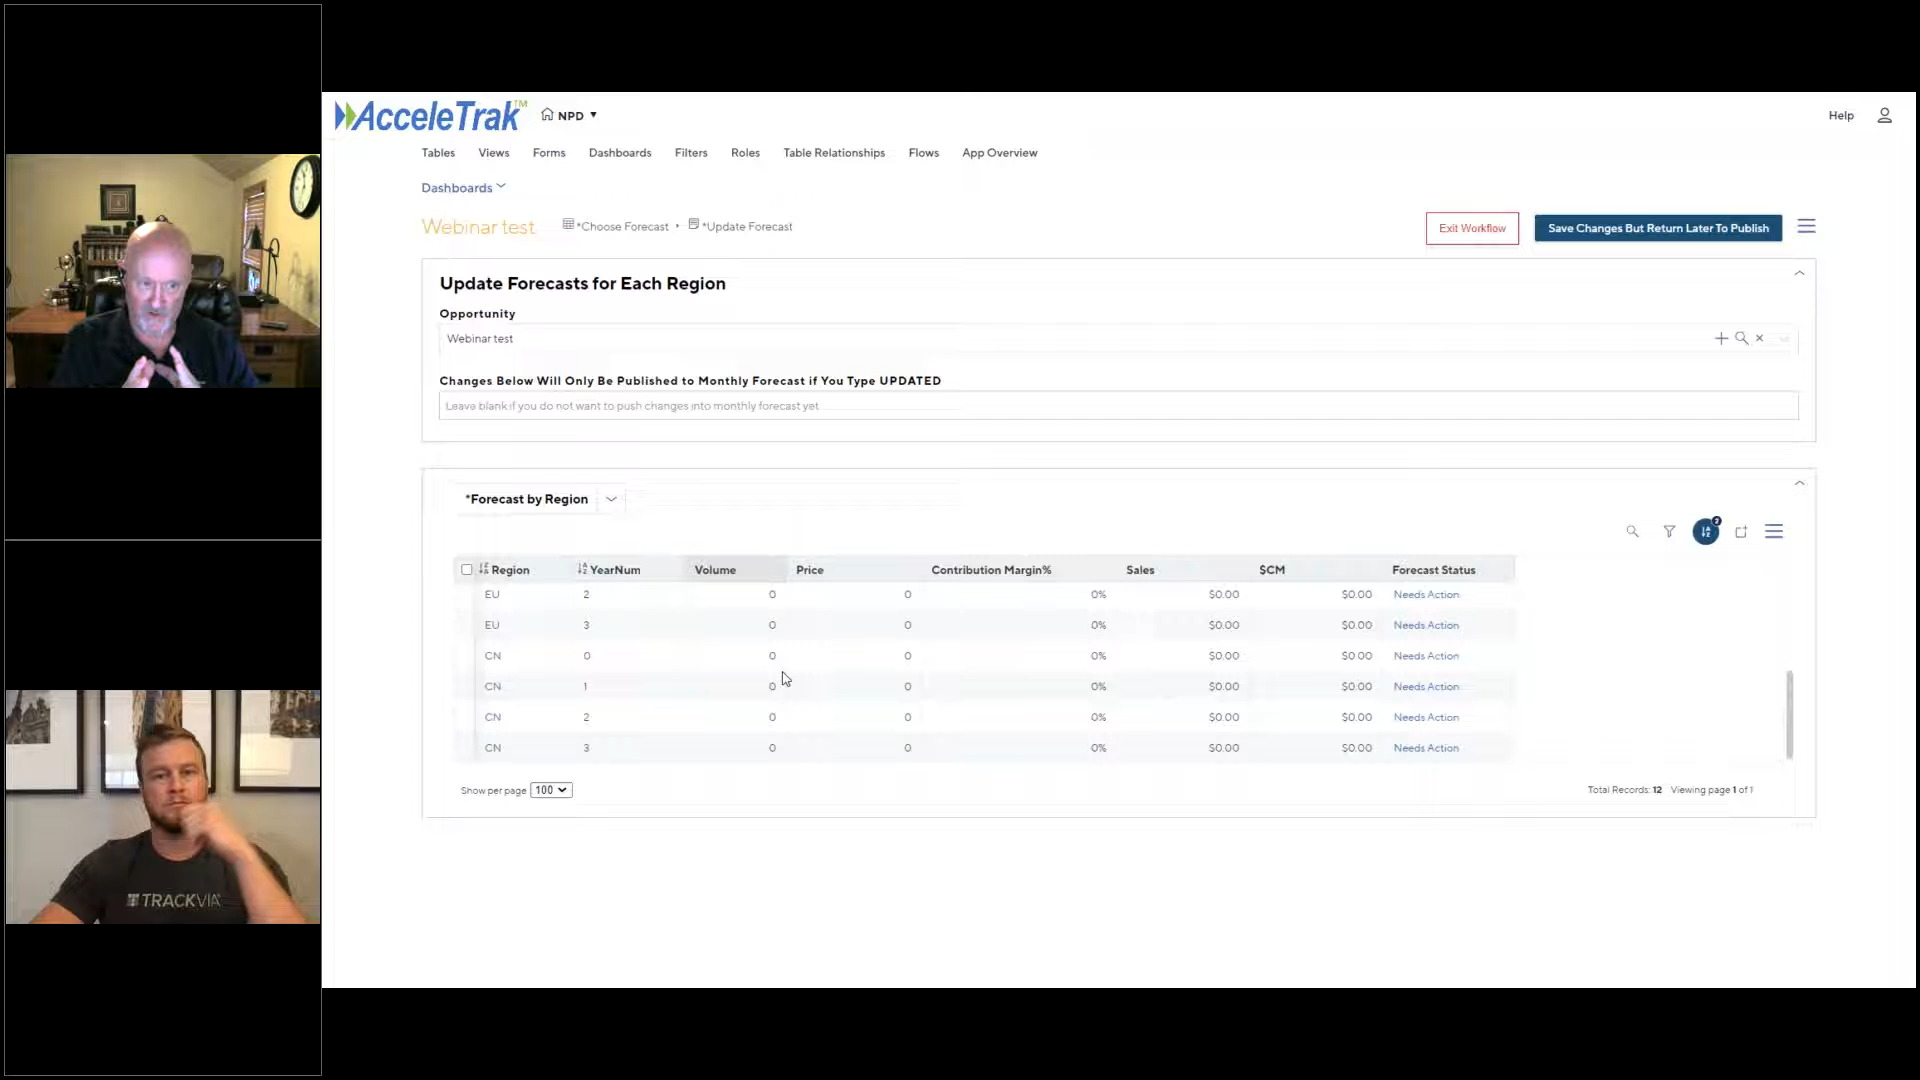 AcceleTrak™ NPD ▼ Help
Tables Views Forms Dashboards Filters Roles Table Relationships Flows App Overview
Dashboards
Webinar test *Choose Forecast • *Update Forecast Exit Workflow Save Changes But Return Later To Publish
Update Forecasts for Each Region
Opportunity
Webinar test
Changes Below Will Only Be Published to Monthly Forecast if You Type UPDATED
Leave blank if you do not want to push changes into monthly forecast yet
*Forecast by Region
2
Region YearNum Volume Price Contribution Margin% Sales $CM Forecast Status
EU 2 0 0 0% $0.00 $0.00 Needs Action
EU 3 0 0 0% $0.00 $0.00 Needs Action
CN 0 0 0 0% $0.00 $0.00 Needs Action
CN 1 0 0 0% $0.00 $0.00 Needs Action
CN 2 0 0 0% $0.00 $0.00 Needs Action
CN 3 0 0 0% $0.00 $0.00 Needs Action
Show per page 100 Total Records: 12 Viewing page 1 of 1
TRACKVIA